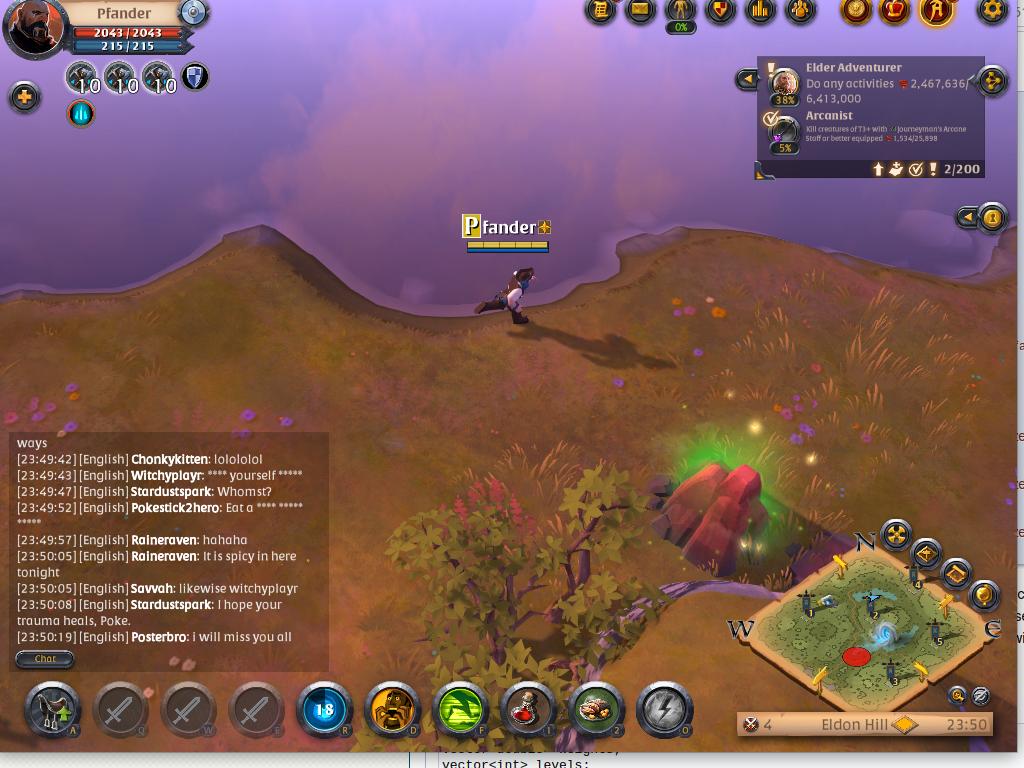 Pfander
2043/2043
215/215
10 10 10
0%
Elder Adventurer
Do any activities 2,467,636/
6,413,000
38%
Arcanist
Kill creatures of T3+ with Journeyman's Arcane
Staff or better equipped 1,534/25,898
5%
2/200
Pfander
ways
[23:49:42] [English] Chonkykitten: lolololol
[23:49:43] [English] Witchyplayr: **** yourself *****
[23:49:47] [English] Stardustspark: Whomst?
[23:49:52] [English] Pokestick2hero: Eat a **** *****
*****
[23:49:57] [English] Raineraven: hahaha
[23:50:05] [English] Raineraven: It is spicy in here
tonight
[23:50:05] [English] Savvah: likewise witchyplayr
[23:50:08] [English] Stardustspark: I hope your
trauma heals, Poke.
[23:50:19] [English] Posterbro: i will miss you all
Chat
N
W
E
1
2
3
4
5
18
A Q W E R D F 1 2 O
4 Eldon Hill 23:50
vector<int> levels;